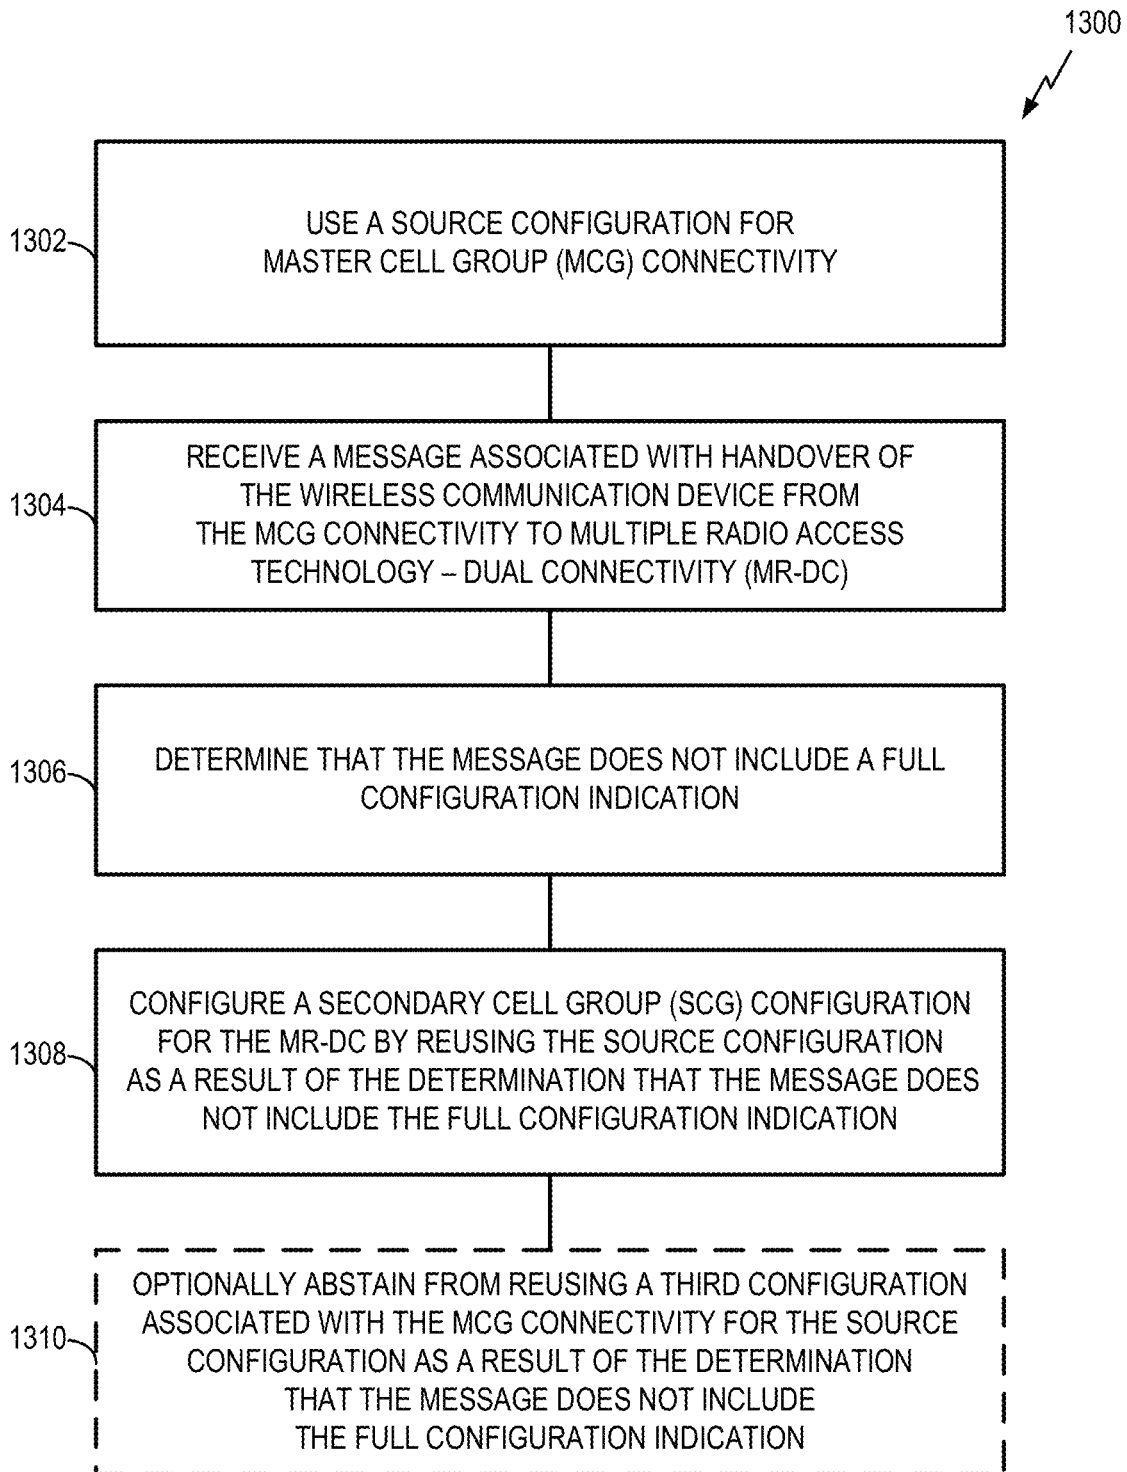 1300
1302
USE A SOURCE CONFIGURATION FOR
MASTER CELL GROUP (MCG) CONNECTIVITY
1304
RECEIVE A MESSAGE ASSOCIATED WITH HANDOVER OF
THE WIRELESS COMMUNICATION DEVICE FROM
THE MCG CONNECTIVITY TO MULTIPLE RADIO ACCESS
TECHNOLOGY – DUAL CONNECTIVITY (MR-DC)
1306
DETERMINE THAT THE MESSAGE DOES NOT INCLUDE A FULL
CONFIGURATION INDICATION
1308
CONFIGURE A SECONDARY CELL GROUP (SCG) CONFIGURATION
FOR THE MR-DC BY REUSING THE SOURCE CONFIGURATION
AS A RESULT OF THE DETERMINATION THAT THE MESSAGE DOES
NOT INCLUDE THE FULL CONFIGURATION INDICATION
1310
OPTIONALLY ABSTAIN FROM REUSING A THIRD CONFIGURATION
ASSOCIATED WITH THE MCG CONNECTIVITY FOR THE SOURCE
CONFIGURATION AS A RESULT OF THE DETERMINATION
THAT THE MESSAGE DOES NOT INCLUDE
THE FULL CONFIGURATION INDICATION